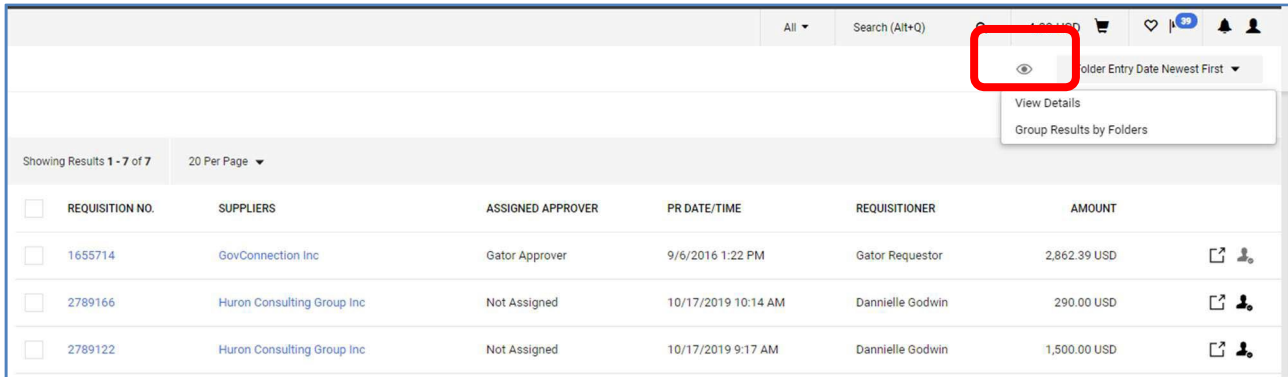 All Search (Alt+Q) USD 39
older Entry Date Newest First
View Details
Group Results by Folders
Showing Results 1 - 7 of 7 20 Per Page
REQUISITION NO. SUPPLIERS ASSIGNED APPROVER PR DATE/TIME REQUISITIONER AMOUNT
1655714 GovConnection Inc Gator Approver 9/6/2016 1:22 PM Gator Requestor 2,862.39 USD
2789166 Huron Consulting Group Inc Not Assigned 10/17/2019 10:14 AM Dannielle Godwin 290.00 USD
2789122 Huron Consulting Group Inc Not Assigned 10/17/2019 9:17 AM Dannielle Godwin 1,500.00 USD